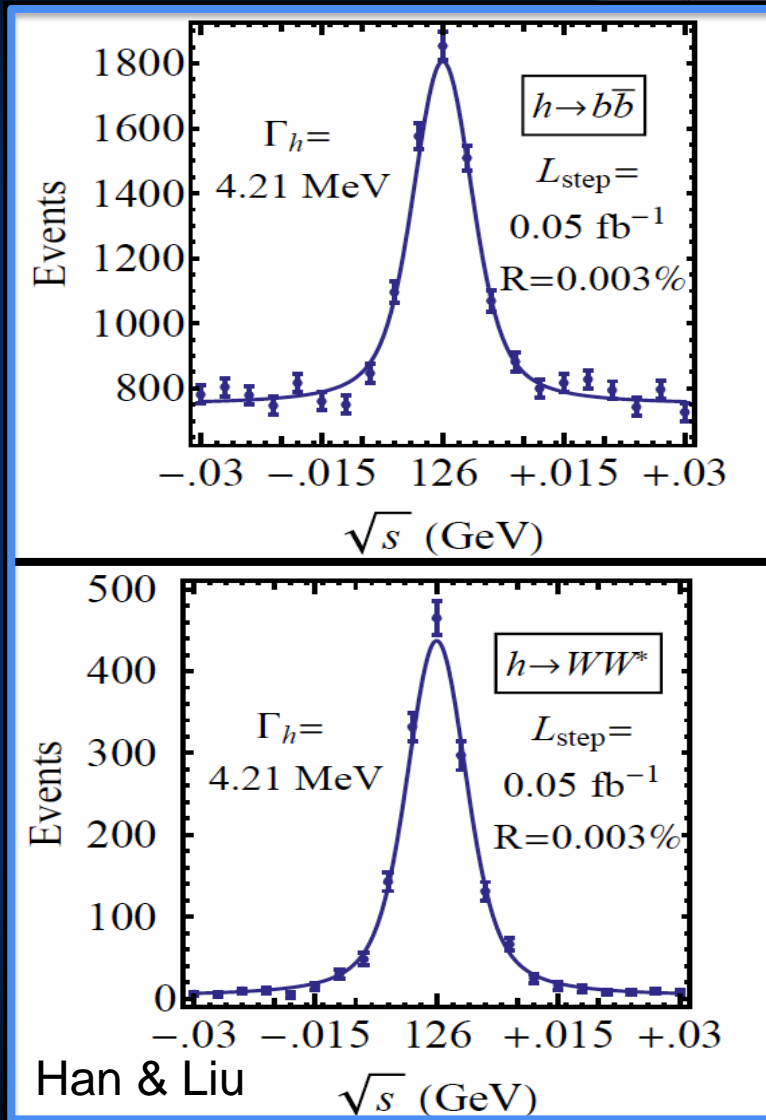 1800
1600
1400
1200
1000
800
Events
Γh=
4.21 MeV
h→bb̅
Lstep=
0.05 fb⁻¹
R=0.003%
−.03 −.015 126 +.015 +.03
√s (GeV)
500
400
300
200
100
0
Events
Γh=
4.21 MeV
h→WW*
Lstep=
0.05 fb⁻¹
R=0.003%
−.03 −.015 126 +.015 +.03
Han & Liu
√s (GeV)